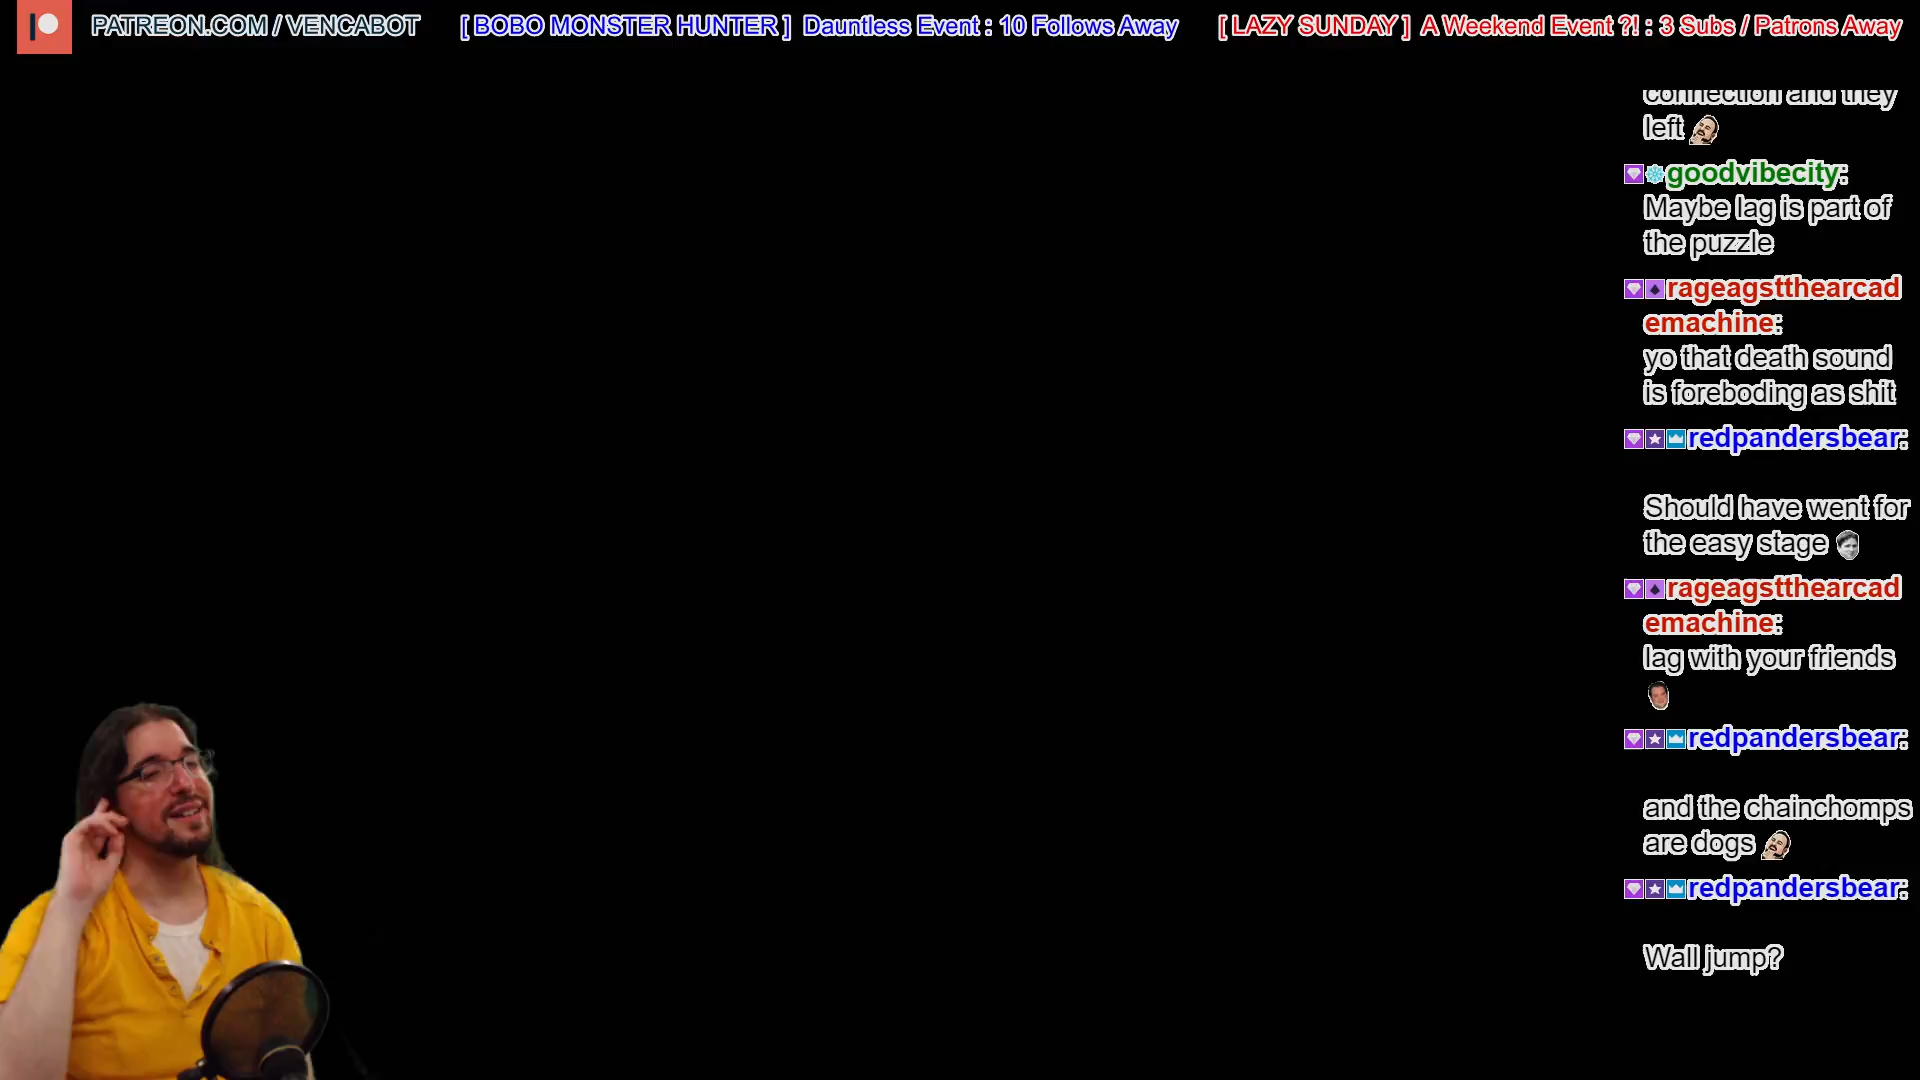 PATREON.COM / VENCABOT
[ BOBO MONSTER HUNTER ]  Dauntless Event : 10 Follows Away
[ LAZY SUNDAY ]  A Weekend Event ?! : 3 Subs / Patrons Away
connection and they
left
goodvibecity:
Maybe lag is part of
the puzzle
rageagstthearcad
emachine:
yo that death sound
is foreboding as shit
redpandersbear:
Should have went for
the easy stage
rageagstthearcad
emachine:
lag with your friends
redpandersbear:
and the chainchomps
are dogs
redpandersbear:
Wall jump?